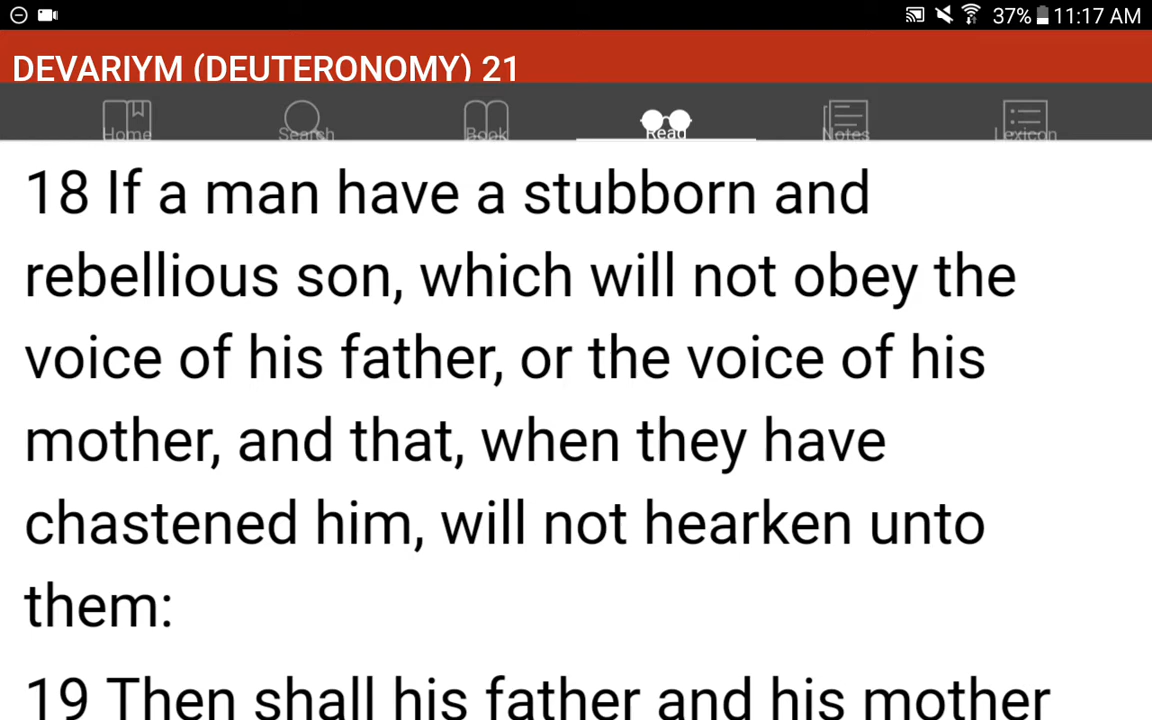 37% 11:17 AM
DEVARIYM (DEUTERONOMY) 21
Home Search Book Read Notes Lexicon
18 If a man have a stubborn and
rebellious son, which will not obey the
voice of his father, or the voice of his
mother, and that, when they have
chastened him, will not hearken unto
them:
19 Then shall his father and his mother